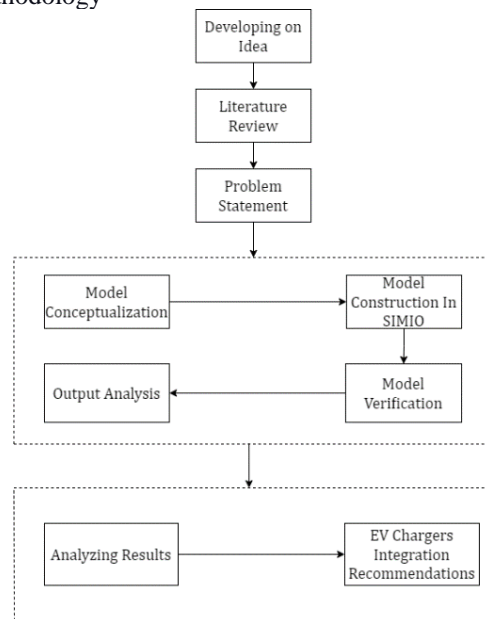 Developing on
Idea
Literature
Review
Problem
Statement
Model
Conceptualization
Model
Construction In
SIMIO
Model
Verification
Output Analysis
Analyzing Results
EV Chargers
Integration
Recommendations